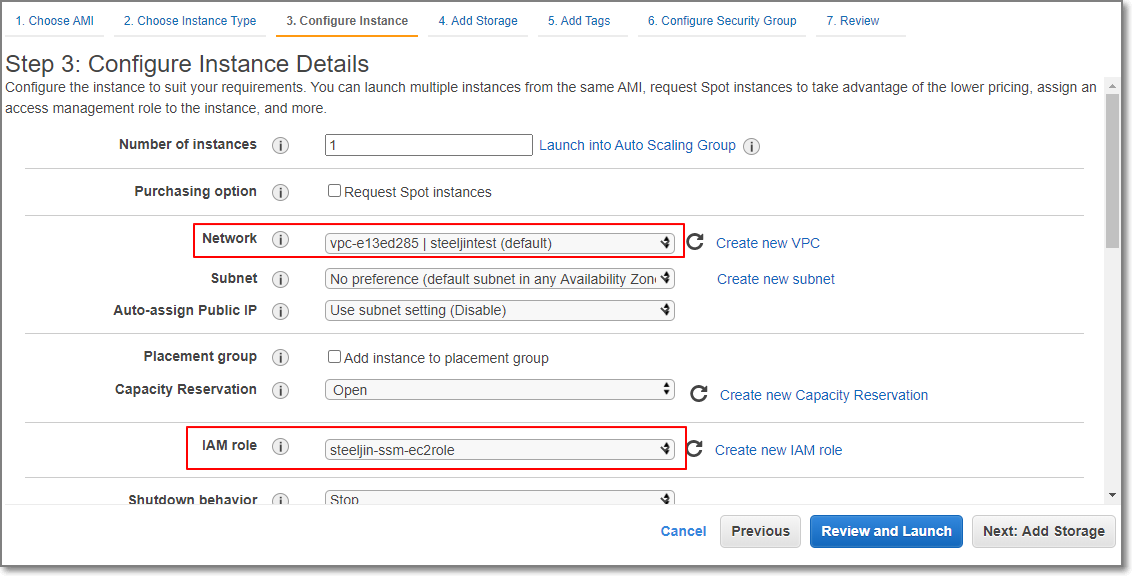 1. Choose AMI 2. Choose Instance Type 3. Configure Instance 4. Add Storage 5. Add Tags 6. Configure Security Group 7. Review
Step 3: Configure Instance Details
Configure the instance to suit your requirements. You can launch multiple instances from the same AMI, request Spot instances to take advantage of the lower pricing, assign an
access management role to the instance, and more.
Number of instances i 1 Launch into Auto Scaling Group i
Purchasing option i Request Spot instances
Network i vpc-e13ed285 | steeljintest (default) Create new VPC
Subnet i No preference (default subnet in any Availability Zon Create new subnet
Auto-assign Public IP i Use subnet setting (Disable)
Placement group i Add instance to placement group
Capacity Reservation i Open Create new Capacity Reservation
IAM role i steeljin-ssm-ec2role Create new IAM role
Shutdown behavior i Stop
Cancel Previous Review and Launch Next: Add Storage